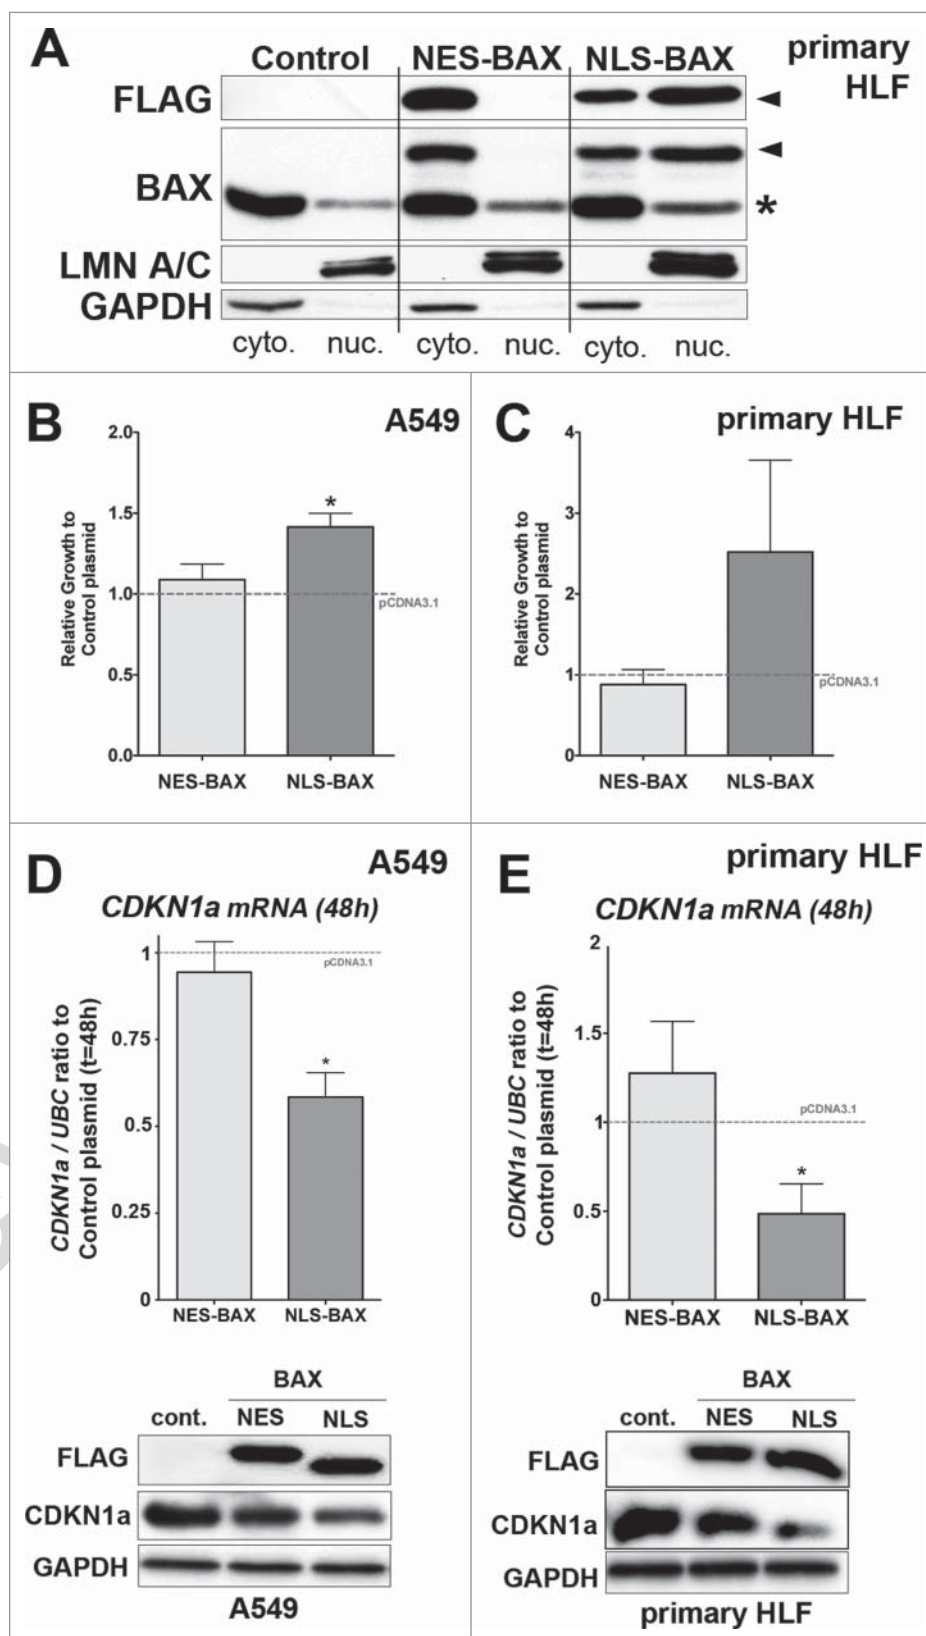 A
Control NES-BAX NLS-BAX
primary
HLF
FLAG
BAX
*
LMN A/C
GAPDH
cyto. nuc. cyto. nuc. cyto. nuc.
B
A549
Relative Growth to
Control plasmid
2.0
1.5
1.0
0.5
0.0
*
pCDNA3.1
NES-BAX NLS-BAX
C
primary HLF
Relative Growth to
Control plasmid
4
3
2
1
0
pCDNA3.1
NES-BAX NLS-BAX
D
A549
CDKN1a mRNA (48h)
CDKN1a / UBC ratio to
Control plasmid (t=48h)
1
0.75
0.5
0.25
0
pCDNA3.1
*
NES-BAX NLS-BAX
BAX
cont. NES NLS
FLAG
CDKN1a
GAPDH
A549
E
primary HLF
CDKN1a mRNA (48h)
CDKN1a / UBC ratio to
Control plasmid (t=48h)
2
1.5
1
0.5
0
pCDNA3.1
*
NES-BAX NLS-BAX
BAX
cont. NES NLS
FLAG
CDKN1a
GAPDH
primary HLF